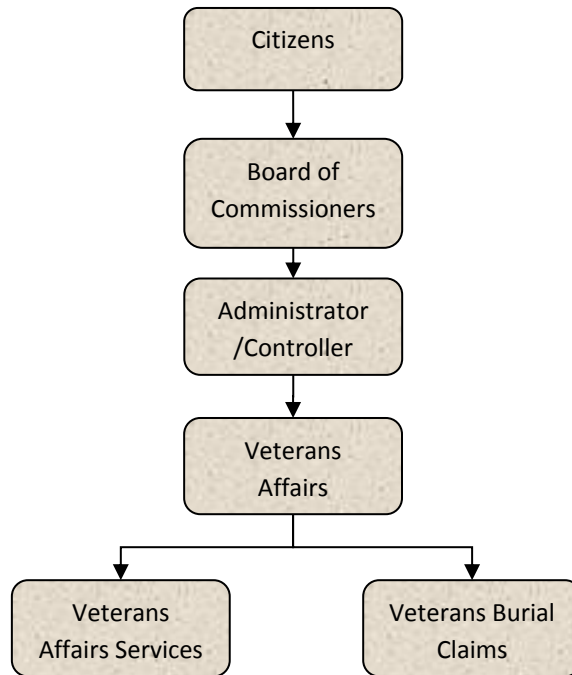 Citizens
Board of
Commissioners
Administrator
/Controller
Veterans
Affairs
Veterans
Affairs Services
Veterans Burial
Claims